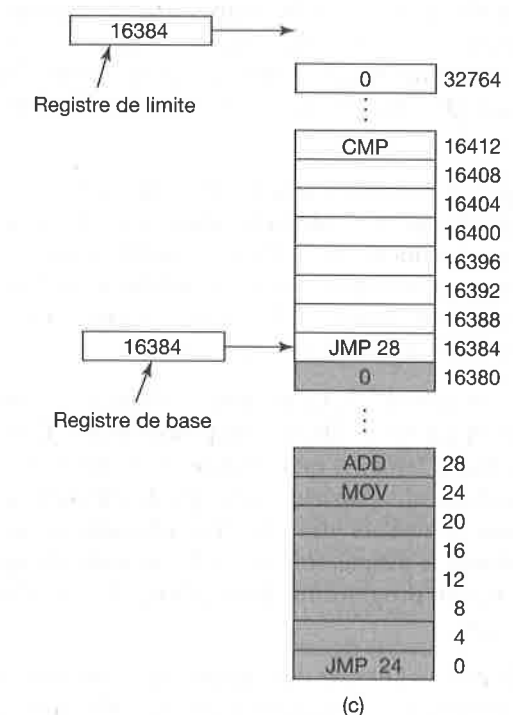 16384
Registre de limite
0 32764
CMP 16412
16408
16404
16400
16396
16392
16388
16384 JMP 28 16384
0 16380
Registre de base
ADD 28
MOV 24
20
16
12
8
4
JMP 24 0
(c)